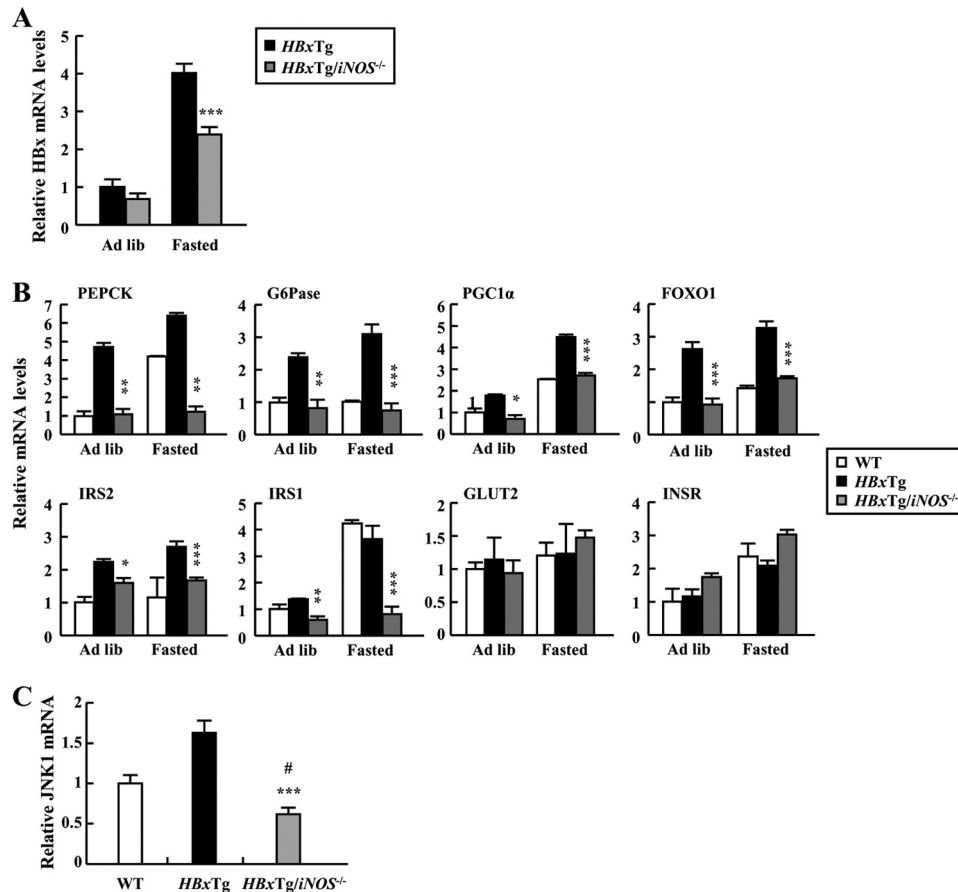 A
Relative HBx mRNA levels
5
4
3
2
1
0
***
Ad lib
Fasted
HBxTg
HBxTg/iNOS-/-
B
Relative mRNA levels
PEPCK
7
6
5
4
3
2
1
0
**
**
Ad lib
Fasted
G6Pase
4
3
2
1
0
**
***
Ad lib
Fasted
PGC1α
6
5
4
3
2
1
0
1
*
***
Ad lib
Fasted
FOXO1
4
3
2
1
0
***
***
Ad lib
Fasted
WT
HBxTg
HBxTg/iNOS-/-
IRS2
4
3
2
1
0
*
***
Ad lib
Fasted
IRS1
5
4
3
2
1
0
**
***
Ad lib
Fasted
GLUT2
2
1.5
1
0.5
0
Ad lib
Fasted
INSR
4
3
2
1
0
Ad lib
Fasted
C
Relative JNK1 mRNA
2
1.5
1
0.5
0
#
***
WT
HBxTg
HBxTg/iNOS-/-